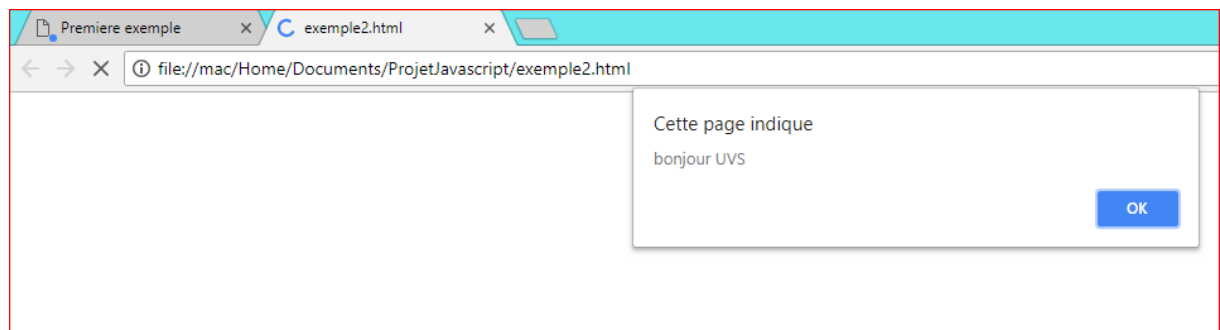 Premiere exemple
exemple2.html
file://mac/Home/Documents/ProjetJavascript/exemple2.html
Cette page indique
bonjour UVS
OK